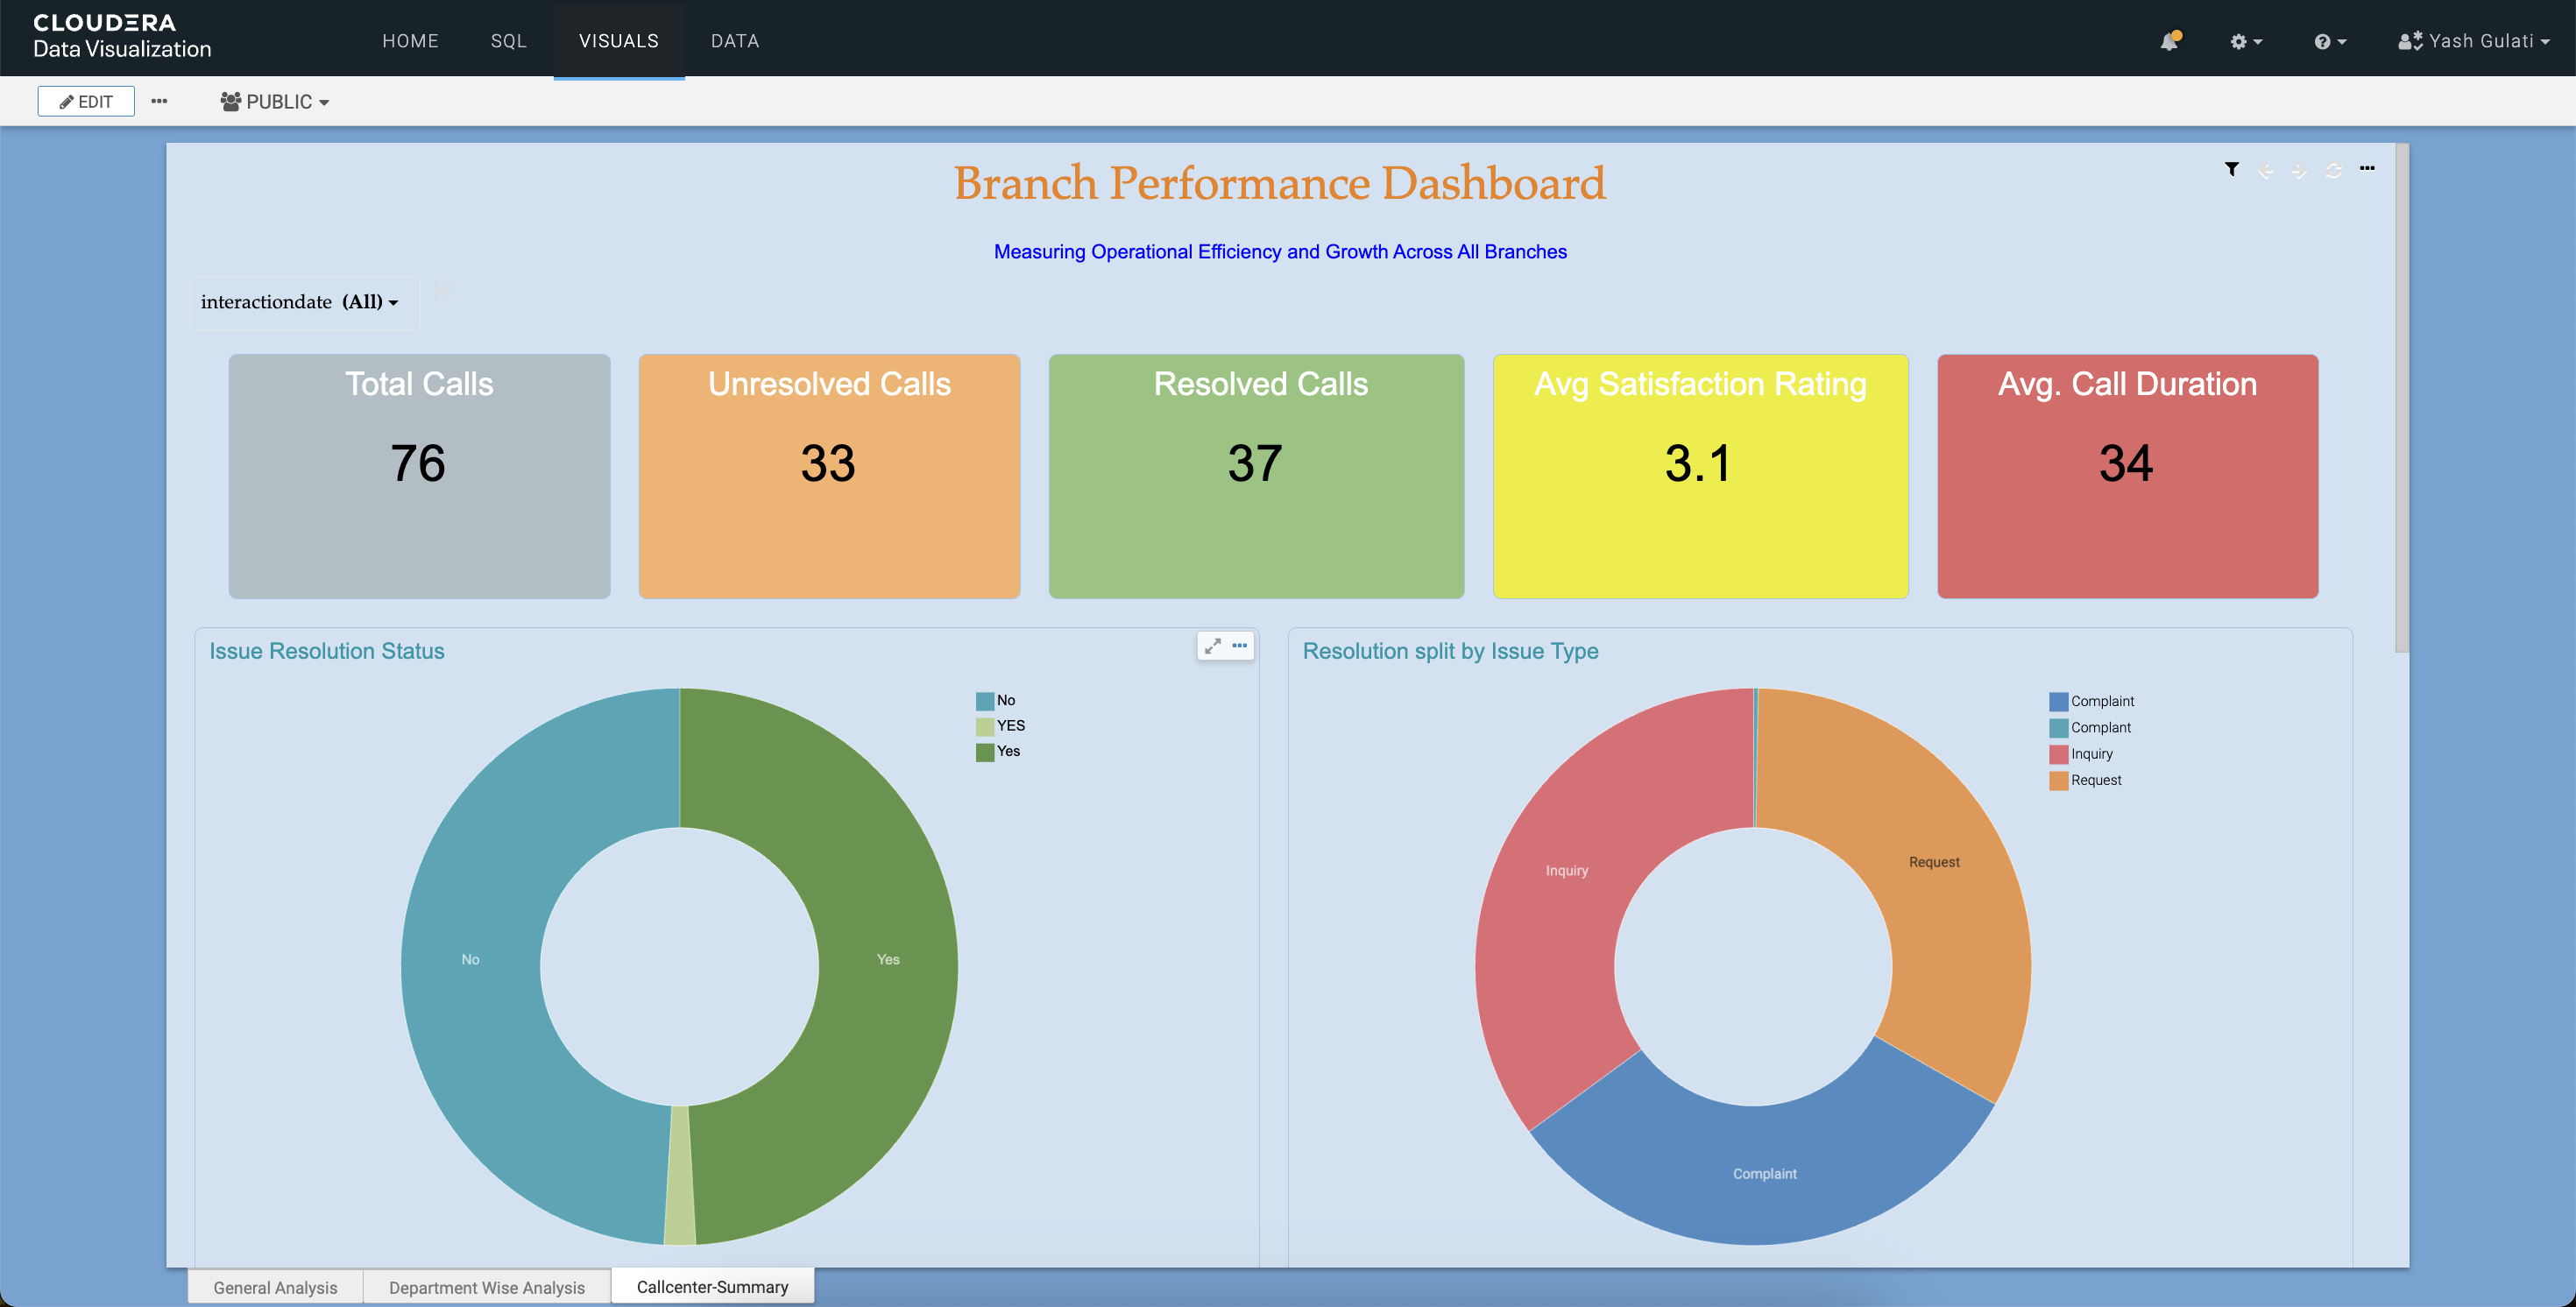 CLOUDERA
Data Visualization
HOME
SQL
VISUALS
DATA
Yash Gulati
EDIT
PUBLIC
Branch Performance Dashboard
Measuring Operational Efficiency and Growth Across All Branches
interactiondate (All)
Total Calls
76
Unresolved Calls
33
Resolved Calls
37
Avg Satisfaction Rating
3.1
Avg. Call Duration
34
Issue Resolution Status
No
YES
Yes
No
Yes
Resolution split by Issue Type
Complaint
Complant
Inquiry
Request
Inquiry
Request
Complaint
General Analysis
Department Wise Analysis
Callcenter-Summary